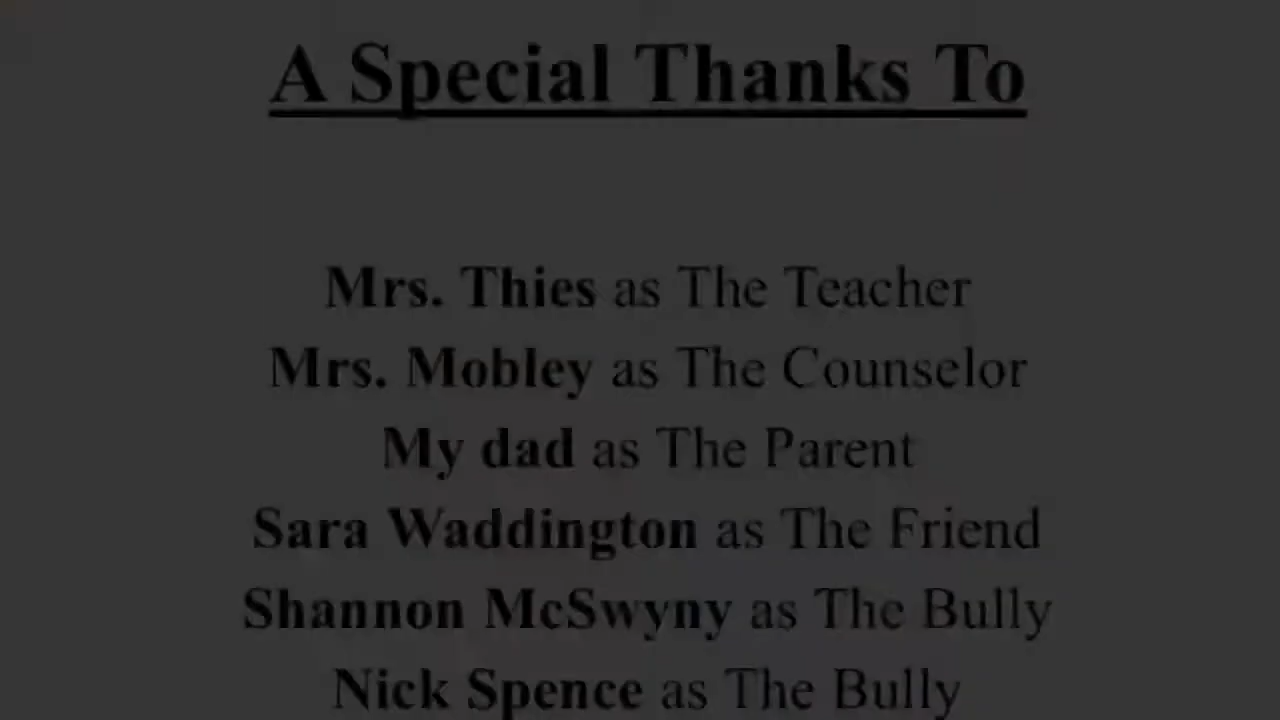 A Special Thanks To
Mrs. Thies as The Teacher
Mrs. Mobley as The Counselor
My dad as The Parent
Sara Waddington as The Friend
Shannon McSwyny as The Bully
Nick Spence as The Bully